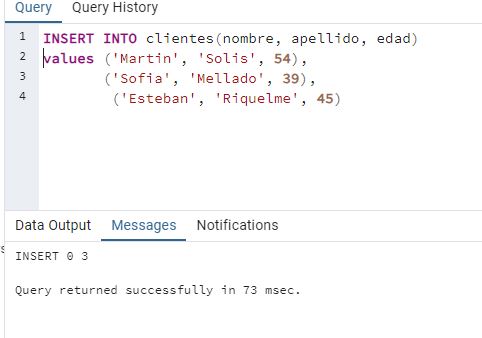 Query Query History
1 INSERT INTO clientes(nombre, apellido, edad)
2 values ('Martin', 'Solis', 54),
3 ('Sofia', 'Mellado', 39),
4 ('Esteban', 'Riquelme', 45)
Data Output Messages Notifications
INSERT 0 3
Query returned successfully in 73 msec.